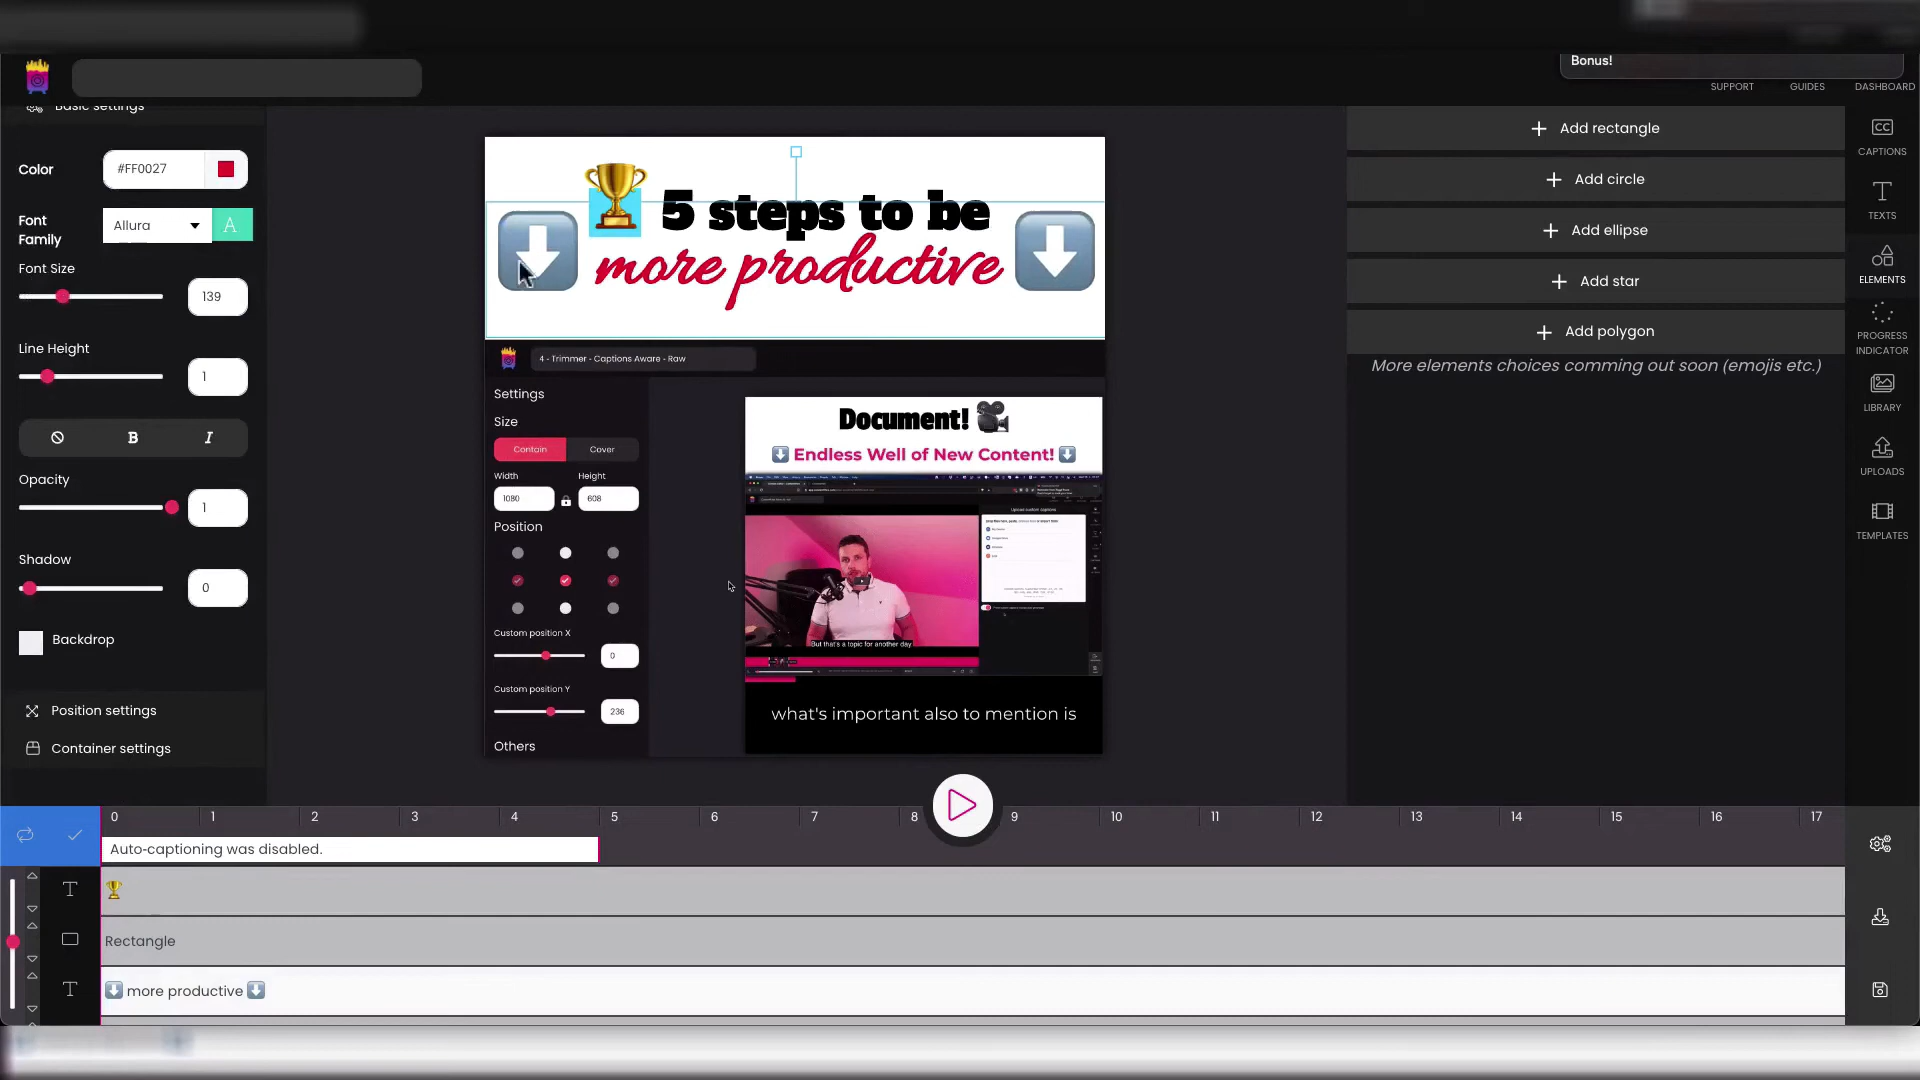 Bonus!
SUPPORT
GUIDES
DASHBOARD
Basic settings
Color
#FF0027
Font
Family
Allura
A
Font Size
139
Line Height
1
B
I
Opacity
1
Shadow
0
Backdrop
Position settings
Container settings
🏆 5 steps to be
⬇️ more productive ⬇️
4 - Trimmer - Captions Aware - Raw
Settings
Size
Contain
Cover
Width
Height
1080
608
Position
Custom position X
0
Custom position Y
236
Others
Document! 🎥
⬇️ Endless Well of New Content! ⬇️
Upload custom captions
But that's a topic for another day
what's important also to mention is
+ Add rectangle
+ Add circle
+ Add ellipse
+ Add star
+ Add polygon
More elements choices comming out soon (emojis etc.)
CC
CAPTIONS
TEXTS
ELEMENTS
PROGRESS
INDICATOR
LIBRARY
UPLOADS
TEMPLATES
0 1 2 3 4 5 6 7 8 9 10 11 12 13 14 15 16 17
Auto-captioning was disabled.
T 🏆
Rectangle
T ⬇️ more productive ⬇️